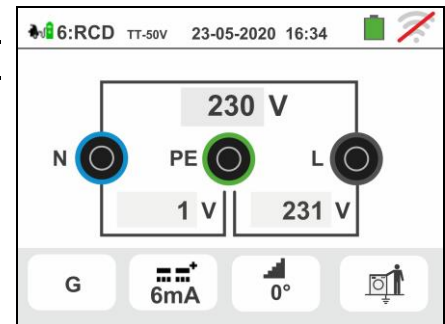 6:RCD TT-50V 23-05-2020 16:34
230 V
N PE L
1 V 231 V
G 6mA 0°